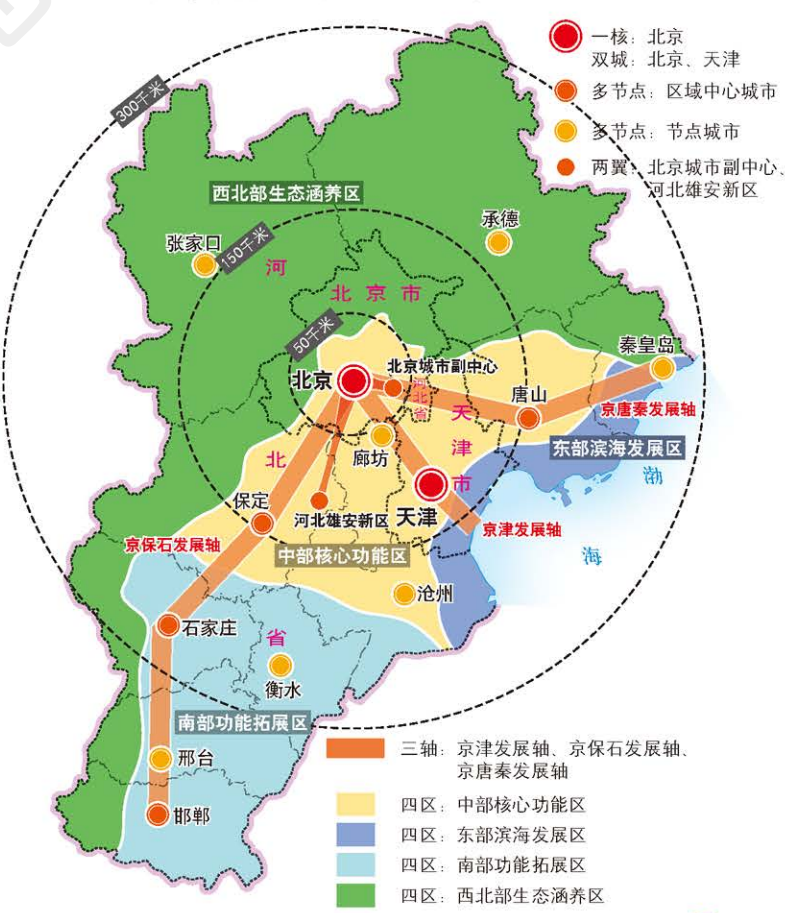 一核：北京
双城：北京、天津
多节点：区域中心城市
多节点：节点城市
两翼：北京城市副中心、
河北雄安新区
300千米
西北部生态涵养区
承德
张家口
150千米
河
北京市
50千米
秦皇岛
北京城市副中心
北京
河北省
唐山
京唐秦发展轴
天
津
市
廊坊
东部滨海发展区
北
渤
保定
河北雄安新区
天津
京津发展轴
京保石发展轴
中部核心功能区
海
沧州
石家庄
省
衡水
南部功能拓展区
邢台
邯郸
三轴：京津发展轴、京保石发展轴、
京唐秦发展轴
四区：中部核心功能区
四区：东部滨海发展区
四区：南部功能拓展区
四区：西北部生态涵养区